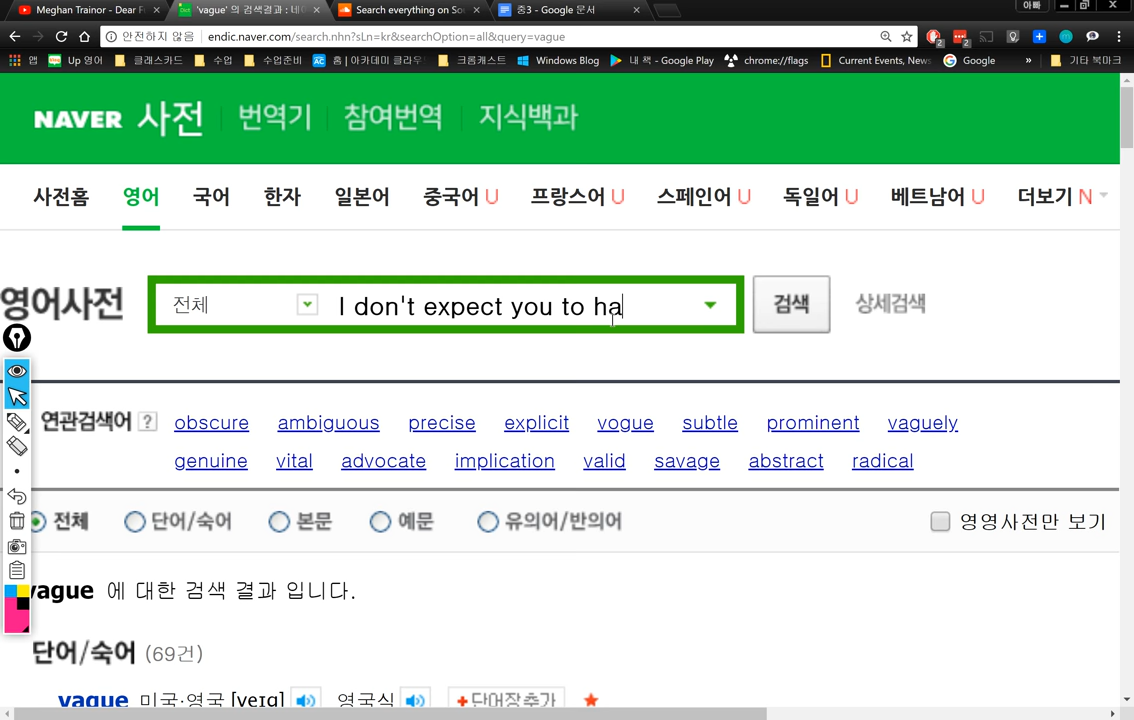 Meghan Trainor - Dear F
'vague' 의 검색결과 : 네이
Search everything on So
중3 - Google 문서
아빠
안전하지 않음 endic.naver.com/search.nhn?sLn=kr&searchOption=all&query=vague
2 2 2
앱 Up 영어 클래스카드 수업 수업준비 홈 | 아카데미 클라우 크롬캐스트 Windows Blog 내 책 - Google Play chrome://flags Current Events, News Google » 기타 북마크
NAVER 사전 번역기 참여번역 지식백과
사전홈 영어 국어 한자 일본어 중국어 U 프랑스어 U 스페인어 U 독일어 U 베트남어 U 더보기 N
영어사전 전체 I don't expect you to ha 검색 상세검색
연관검색어 ? obscure ambiguous precise explicit vogue subtle prominent vaguely
genuine vital advocate implication valid savage abstract radical
전체 단어/숙어 본문 예문 유의어/반의어 영영사전만 보기
vague 에 대한 검색 결과 입니다.
단어/숙어 (69건)
vague 미국·영국 [veɪɡ] 영국식 +단어장추가